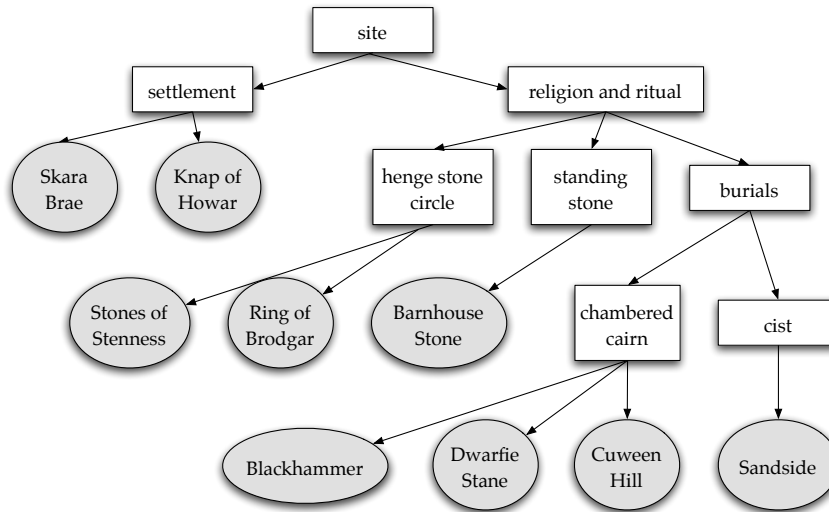 site
settlement
religion and ritual
Skara
Brae
Knap of
Howar
henge stone
circle
standing
stone
burials
Stones of
Stenness
Ring of
Brodgar
Barnhouse
Stone
chambered
cairn
cist
Blackhammer
Dwarfie
Stane
Cuween
Hill
Sandside